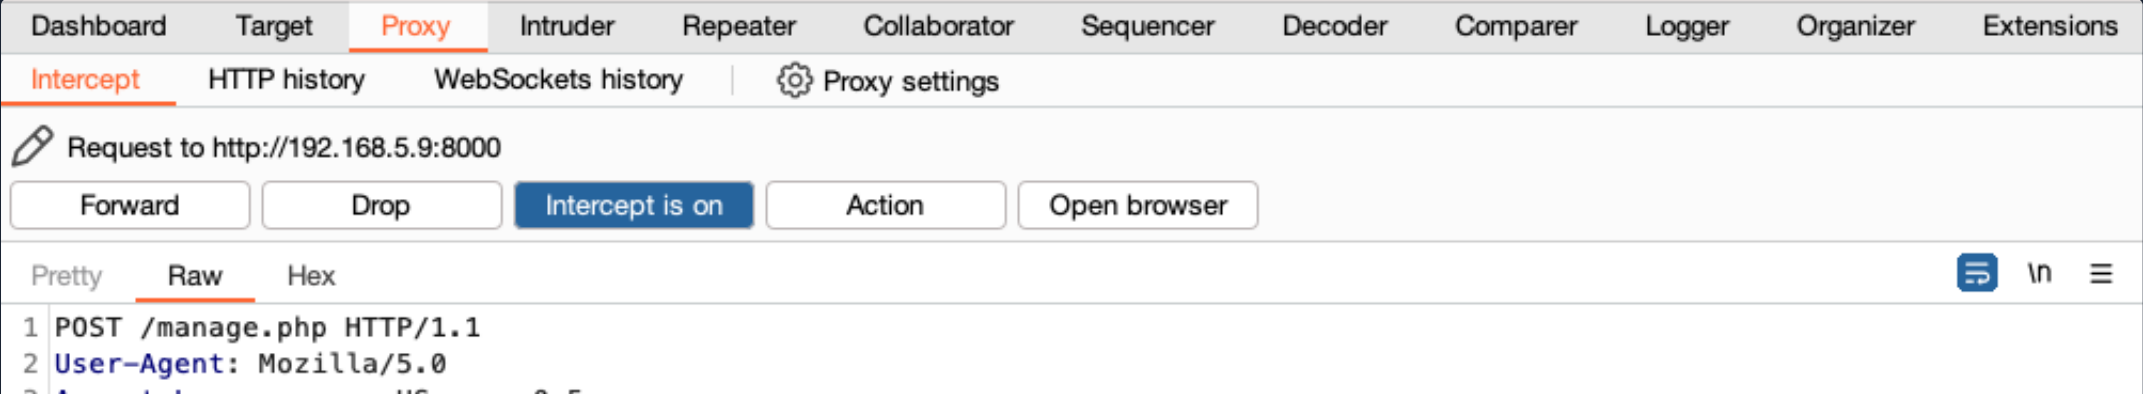 Dashboard Target Proxy Intruder Repeater Collaborator Sequencer Decoder Comparer Logger Organizer Extensions
Intercept HTTP history WebSockets history Proxy settings
Request to http://192.168.5.9:8000
Forward Drop Intercept is on Action Open browser
Pretty Raw Hex \n
1 POST /manage.php HTTP/1.1
2 User-Agent: Mozilla/5.0